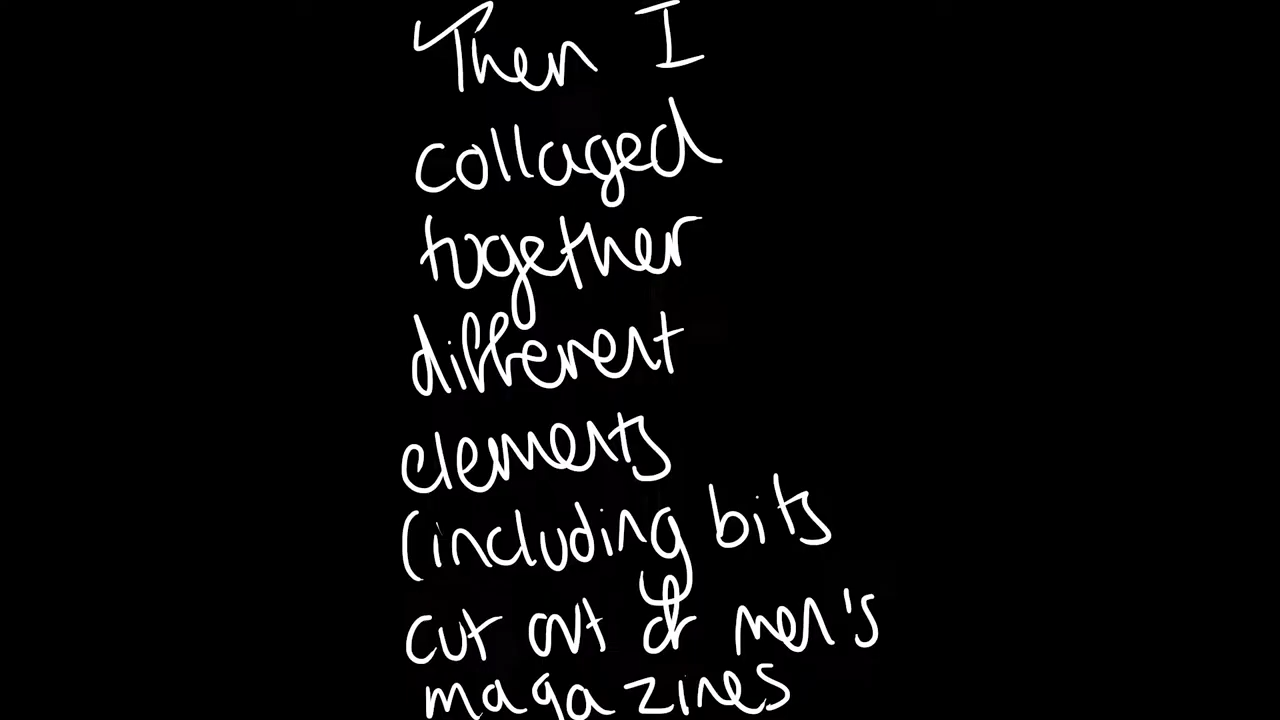 Then I
collaged
together
different
elements
(including bits
cut out of men's
magazines